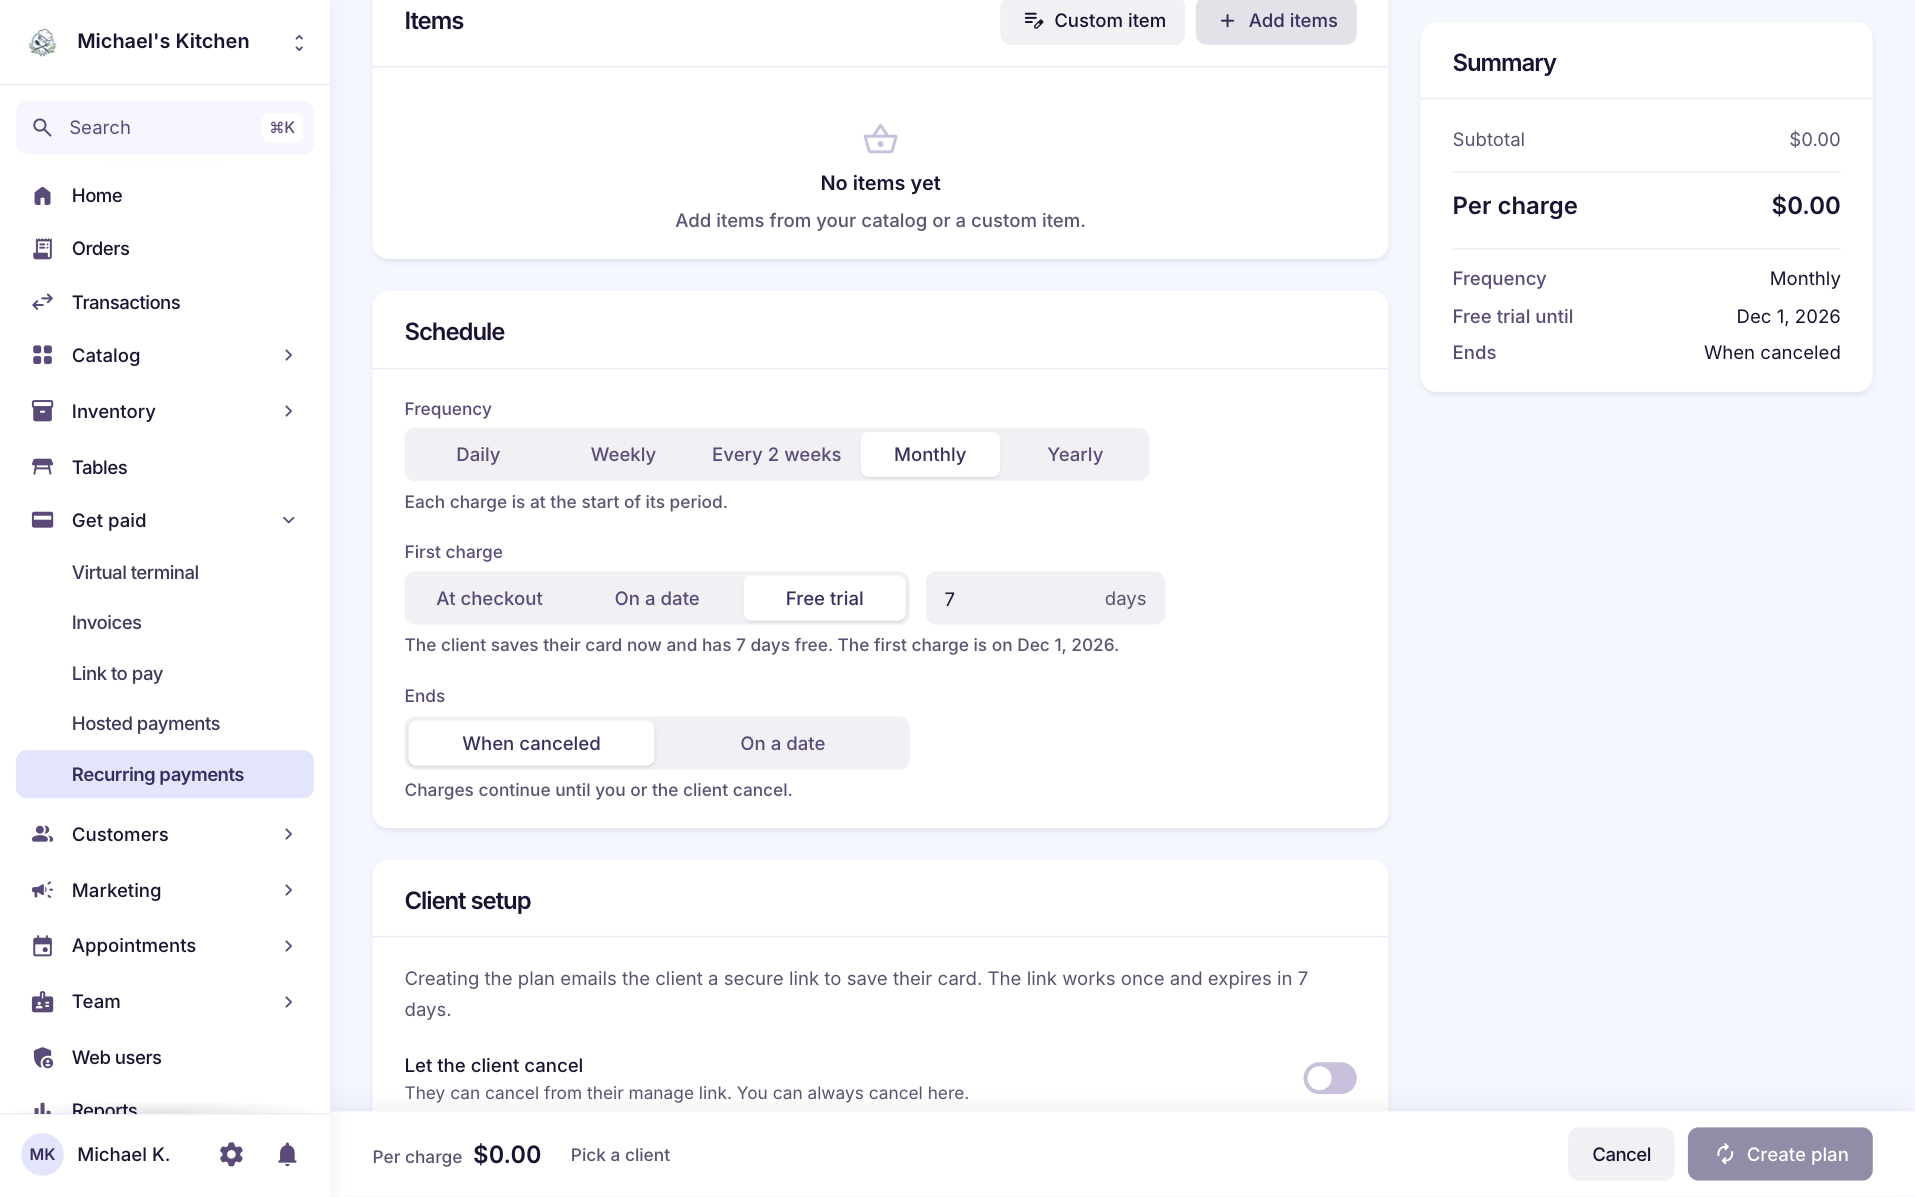 Michael's Kitchen
Search
⌘K
Home
Orders
Transactions
Catalog
Inventory
Tables
Get paid
Virtual terminal
Invoices
Link to pay
Hosted payments
Recurring payments
Customers
Marketing
Appointments
Team
Web users
Reports
MK
Michael K.
Items
Custom item
Add items
No items yet
Add items from your catalog or a custom item.
Schedule
Frequency
Daily
Weekly
Every 2 weeks
Monthly
Yearly
Each charge is at the start of its period.
First charge
At checkout
On a date
Free trial
7
days
The client saves their card now and has 7 days free. The first charge is on Dec 1, 2026.
Ends
When canceled
On a date
Charges continue until you or the client cancel.
Client setup
Creating the plan emails the client a secure link to save their card. The link works once and expires in 7
days.
Let the client cancel
They can cancel from their manage link. You can always cancel here.
Summary
Subtotal
$0.00
Per charge
$0.00
Frequency
Monthly
Free trial until
Dec 1, 2026
Ends
When canceled
Per charge
$0.00
Pick a client
Cancel
Create plan